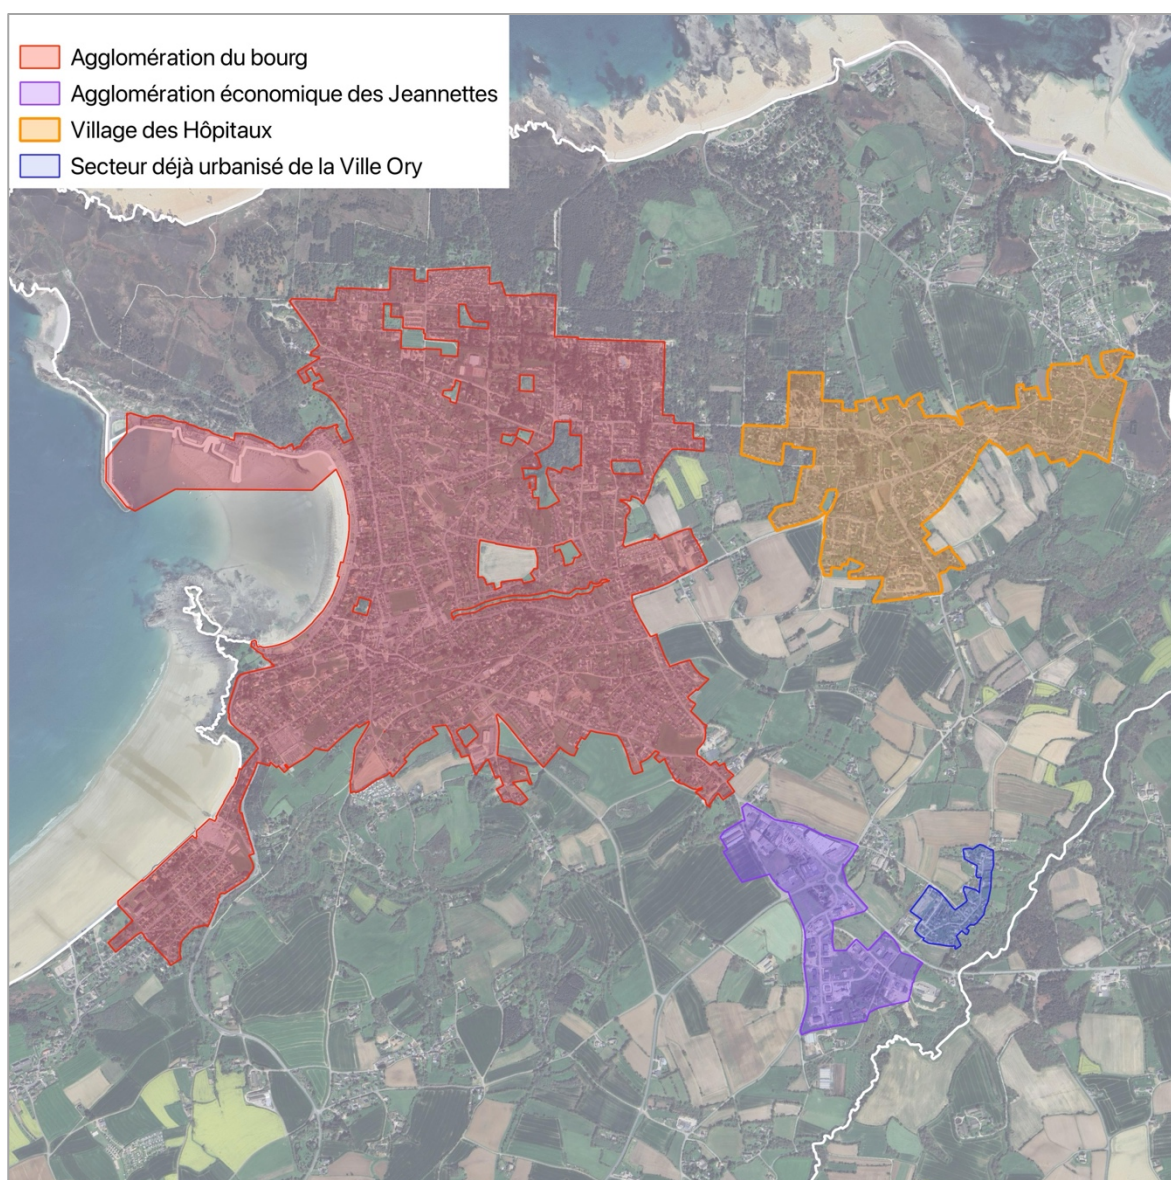 Agglomération du bourg
Agglomération économique des Jeannettes
Village des Hôpitaux
Secteur déjà urbanisé de la Ville Ory